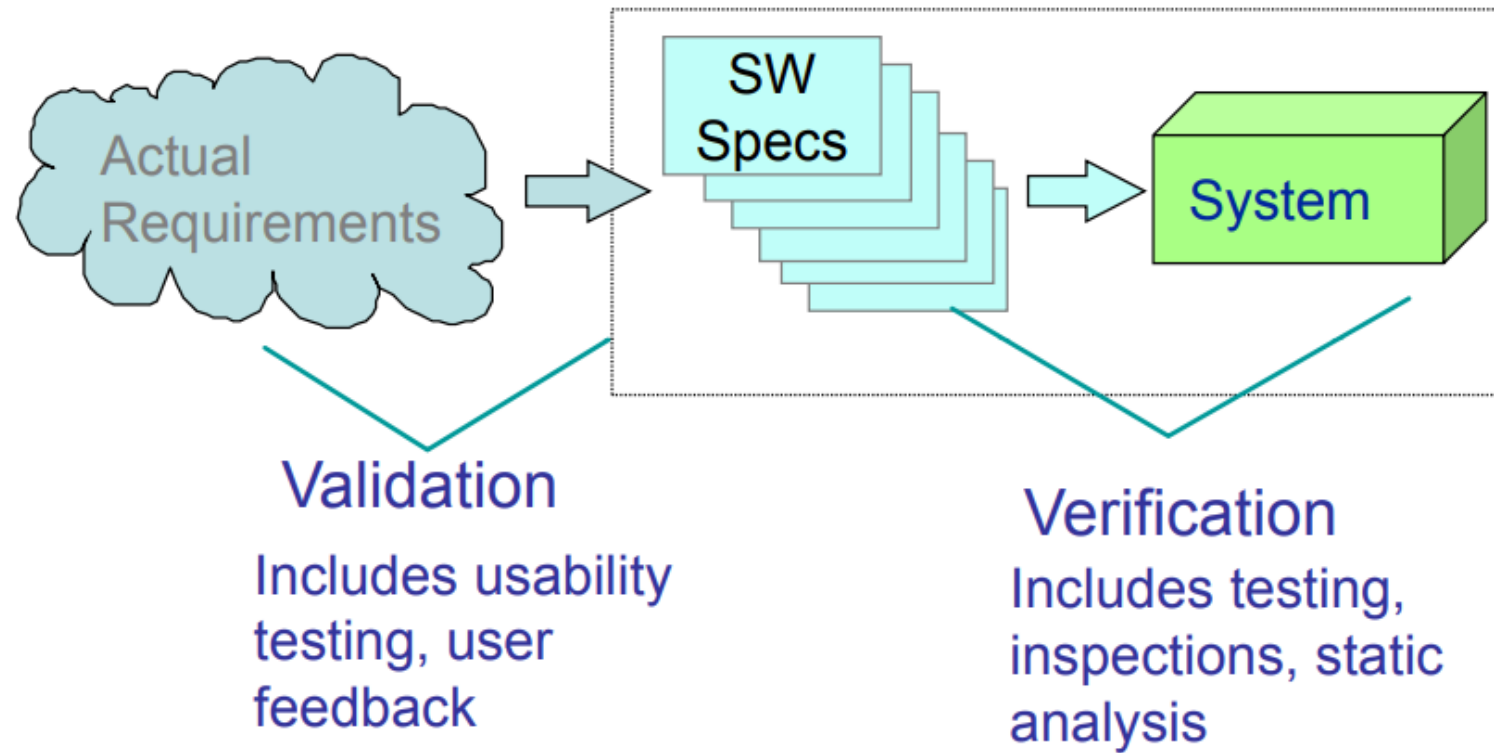 Actual
Requirements
SW
Specs
System
Validation
Includes usability
testing, user
feedback
Verification
Includes testing,
inspections, static
analysis